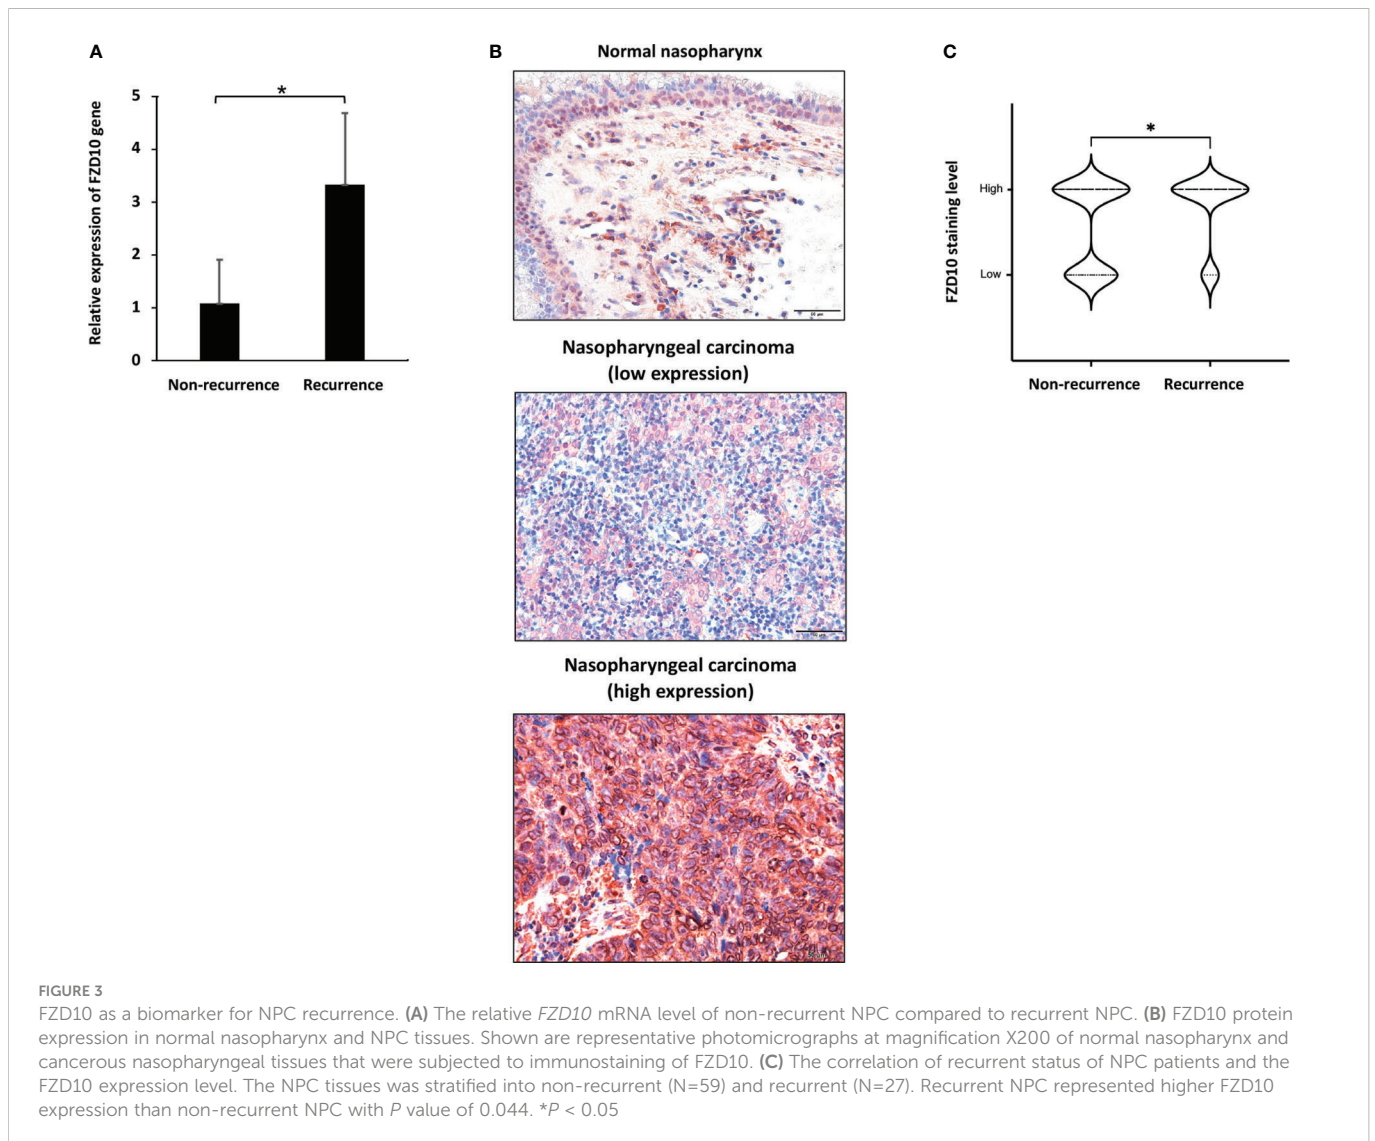 A
B
C
Normal nasopharynx
Relative expression of FZD10 gene
5
4
3
2
1
0
*
Non-recurrence
Recurrence
Nasopharyngeal carcinoma
(low expression)
Nasopharyngeal carcinoma
(high expression)
FZD10 staining level
High
Low
*
Non-recurrence
Recurrence
FIGURE 3
FZD10 as a biomarker for NPC recurrence. (A) The relative FZD10 mRNA level of non-recurrent NPC compared to recurrent NPC. (B) FZD10 protein
expression in normal nasopharynx and NPC tissues. Shown are representative photomicrographs at magnification X200 of normal nasopharynx and
cancerous nasopharyngeal tissues that were subjected to immunostaining of FZD10. (C) The correlation of recurrent status of NPC patients and the
FZD10 expression level. The NPC tissues was stratified into non-recurrent (N=59) and recurrent (N=27). Recurrent NPC represented higher FZD10
expression than non-recurrent NPC with P value of 0.044. *P < 0.05